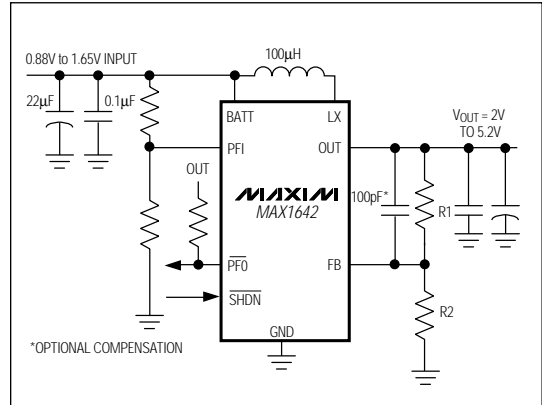 0.88V to 1.65V INPUT
100µH
22µF
0.1µF
BATT
LX
VOUT = 2V
TO 5.2V
PFI
OUT
OUT
MAXIM
MAX1642
100pF*
R1
PFO
FB
SHDN
R2
GND
*OPTIONAL COMPENSATION